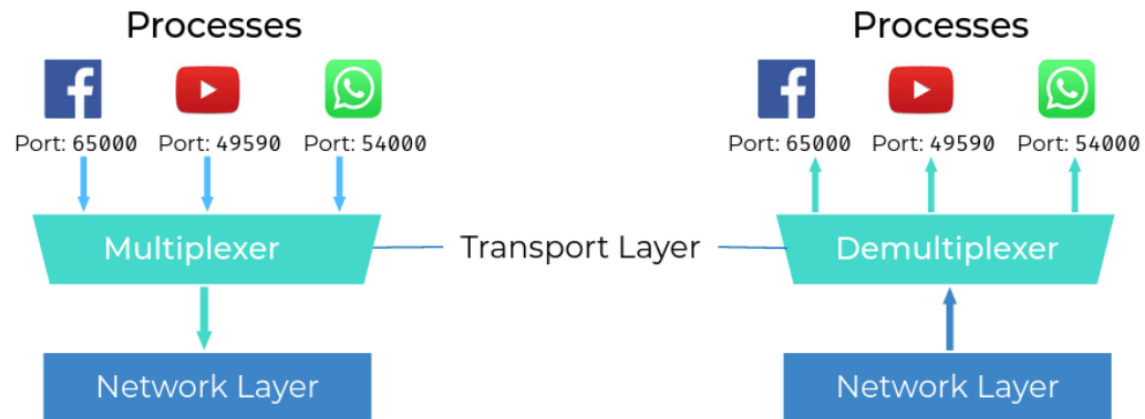 Processes
Port: 65000 Port: 49590 Port: 54000
Multiplexer
Network Layer
Transport Layer
Processes
Port: 65000 Port: 49590 Port: 54000
Demultiplexer
Network Layer